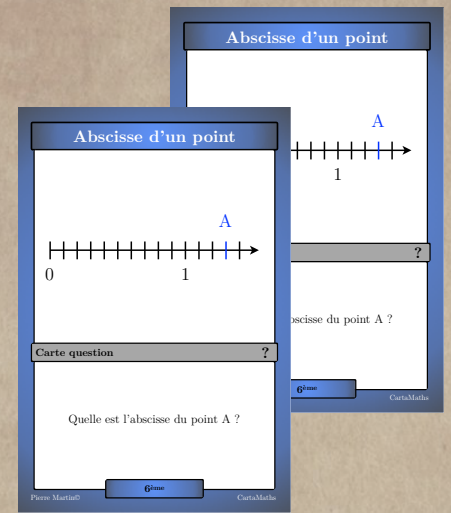 Abscisse d'un point
A
1
?
oscisse du point A ?
6ème
CartaMaths
Abscisse d'un point
A
0 1
Carte question ?
Quelle est l'abscisse du point A ?
6ème
Pierre Martin© CartaMaths